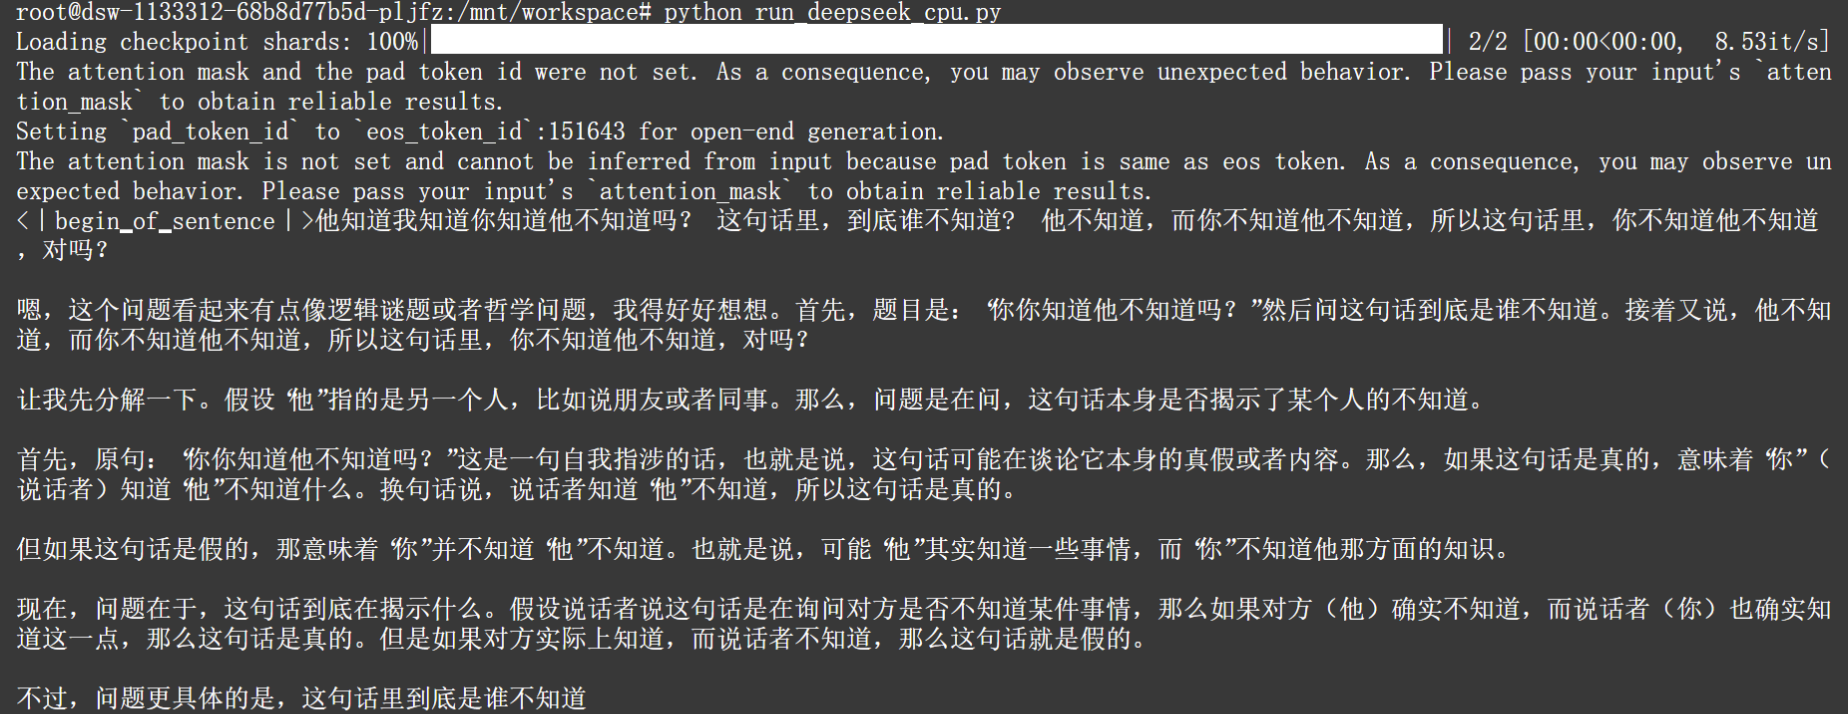 root@dsw-1133312-68b8d77b5d-pljfz:/mnt/workspace# python run_deepseek_cpu.py
Loading checkpoint shards: 100%| | 2/2 [00:00<00:00,  8.53it/s]
The attention mask and the pad token id were not set. As a consequence, you may observe unexpected behavior. Please pass your input's `atten
tion_mask` to obtain reliable results.
Setting `pad_token_id` to `eos_token_id`:151643 for open-end generation.
The attention mask is not set and cannot be inferred from input because pad token is same as eos token. As a consequence, you may observe un
expected behavior. Please pass your input's `attention_mask` to obtain reliable results.
<｜begin▁of▁sentence｜>他知道我知道你知道他不知道吗？ 这句话里，到底谁不知道? 他不知道，而你不知道他不知道，所以这句话里，你不知道他不知道
，对吗？
嗯，这个问题看起来有点像逻辑谜题或者哲学问题，我得好好想想。首先，题目是：“你你知道他不知道吗？”然后问这句话到底是谁不知道。接着又说，他不知
道，而你不知道他不知道，所以这句话里，你不知道他不知道，对吗？
让我先分解一下。假设“他”指的是另一个人，比如说朋友或者同事。那么，问题是在问，这句话本身是否揭示了某个人的不知道。
首先，原句：“你你知道他不知道吗？”这是一句自我指涉的话，也就是说，这句话可能在谈论它本身的真假或者内容。那么，如果这句话是真的，意味着“你”（
说话者）知道“他”不知道什么。换句话说，说话者知道“他”不知道，所以这句话是真的。
但如果这句话是假的，那意味着“你”并不知道“他”不知道。也就是说，可能“他”其实知道一些事情，而“你”不知道他那方面的知识。
现在，问题在于，这句话到底在揭示什么。假设说话者说这句话是在询问对方是否不知道某件事情，那么如果对方（他）确实不知道，而说话者（你）也确实知
道这一点，那么这句话是真的。但是如果对方实际上知道，而说话者不知道，那么这句话就是假的。
不过，问题更具体的是，这句话里到底是谁不知道